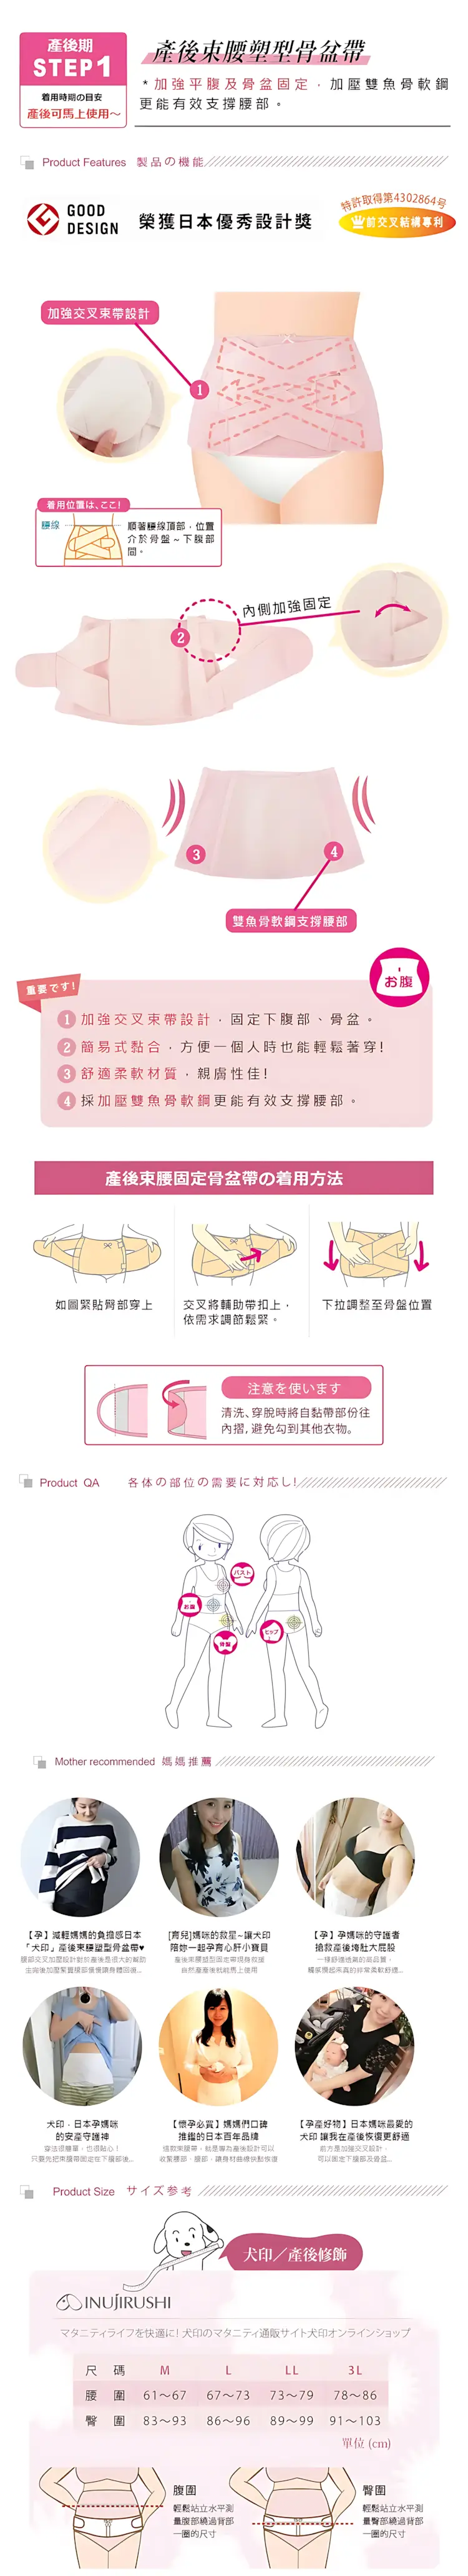 產後期
STEP1
着用時期の目安
產後可馬上使用～
產後束腰塑型骨盆帶
*加強平腹及骨盆固定，加壓雙魚骨軟鋼
更能有效支撐腰部。
Product Features 製品の機能
GOOD
DESIGN
榮獲日本優秀設計獎
特許取得第4302864号
前交叉結構專利
加強交叉束帶設計
1
着用位置は、ここ!
腰線
順著腰線頂部，位置
介於骨盤~下腹部
間。
內側加強固定
2
3
4
雙魚骨軟鋼支撐腰部
お腹
重要です!
1 加強交叉束帶設計，固定下腹部、骨盆。
2 簡易式黏合，方便一個人時也能輕鬆著穿!
3 舒適柔軟材質，親膚性佳!
4 採加壓雙魚骨軟鋼更能有效支撐腰部。
產後束腰固定骨盆帶の着用方法
如圖緊貼臀部穿上
交叉將輔助帶扣上，
依需求調節鬆緊。
下拉調整至骨盤位置
注意を使います
清洗、穿脫時將自黏帶部份往
內摺，避免勾到其他衣物。
Product QA 各体の部位の需要に対応し!
バスト
お腹
骨盤
ヒップ
Mother recommended 媽媽推薦
【孕】減輕媽媽的負擔感日本
「犬印」產後束腰塑型骨盆帶♥
[育兒]媽咪的救星~讓犬印
陪妳一起孕育心肝小寶貝
【孕】孕媽咪的守護者
搶救產後垮肚大屁股
犬印．日本孕媽咪
的安產守護神
穿法很簡單，也很貼心！
【懷孕必買】媽媽們口碑
推鑑的日本百年品牌
【孕產好物】日本媽咪最愛的
犬印 讓我在產後恢復更舒適
Product Size サイズ参考
犬印／產後修飾
INUJIRUSHI
マタニティライフを快適に! 犬印のマタニティ通販サイト犬印オンラインショップ
尺 碼 M L LL 3L
腰 圍 61～67 67～73 73～79 78～86
臀 圍 83～93 86～96 89～99 91～103
單位 (cm)
腹圍
輕鬆站立水平測
量腹部繞過背部
一圈的尺寸
臀圍
輕鬆站立水平測
量臀部繞過背部
一圈的尺寸